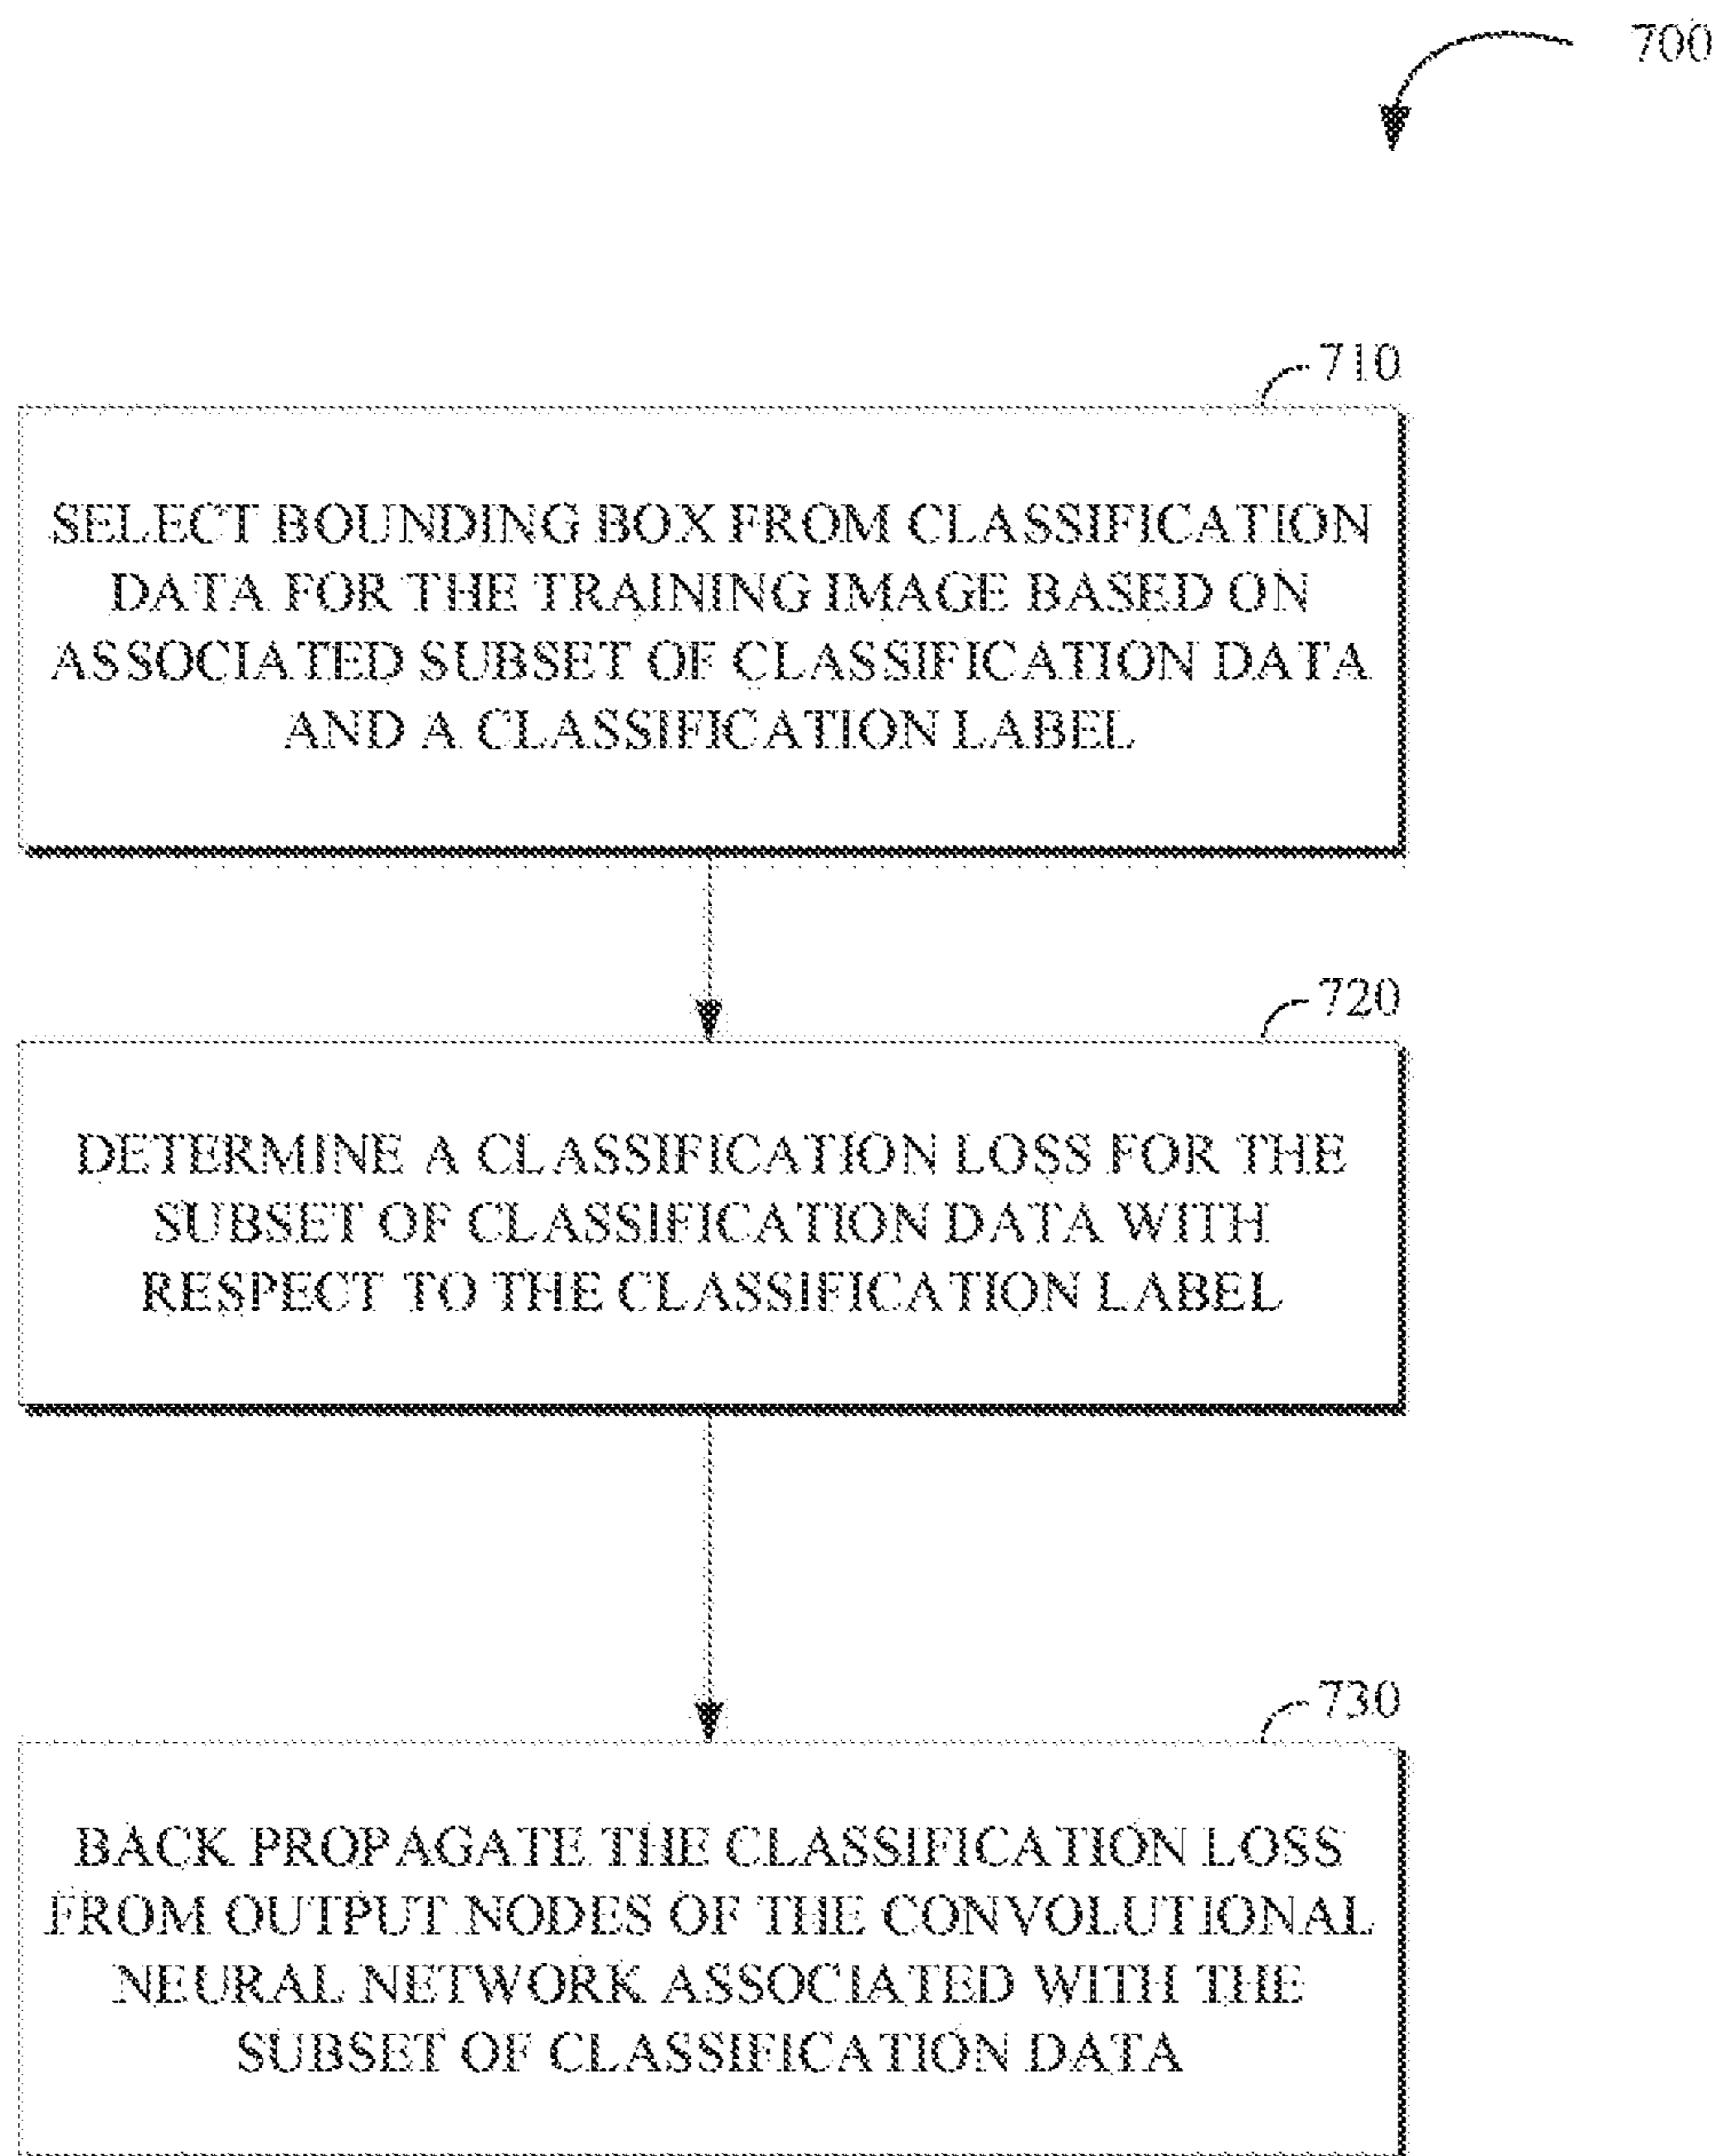 700
710
SELECT BOUNDING BOX FROM CLASSIFICATION
DATA FOR THE TRAINING IMAGE BASED ON
ASSOCIATED SUBSET OF CLASSIFICATION DATA
AND A CLASSIFICATION LABEL
720
DETERMINE A CLASSIFICATION LOSS FOR THE
SUBSET OF CLASSIFICATION DATA WITH
RESPECT TO THE CLASSIFICATION LABEL
730
BACK PROPAGATE THE CLASSIFICATION LOSS
FROM OUTPUT NODES OF THE CONVOLUTIONAL
NEURAL NETWORK ASSOCIATED WITH THE
SUBSET OF CLASSIFICATION DATA